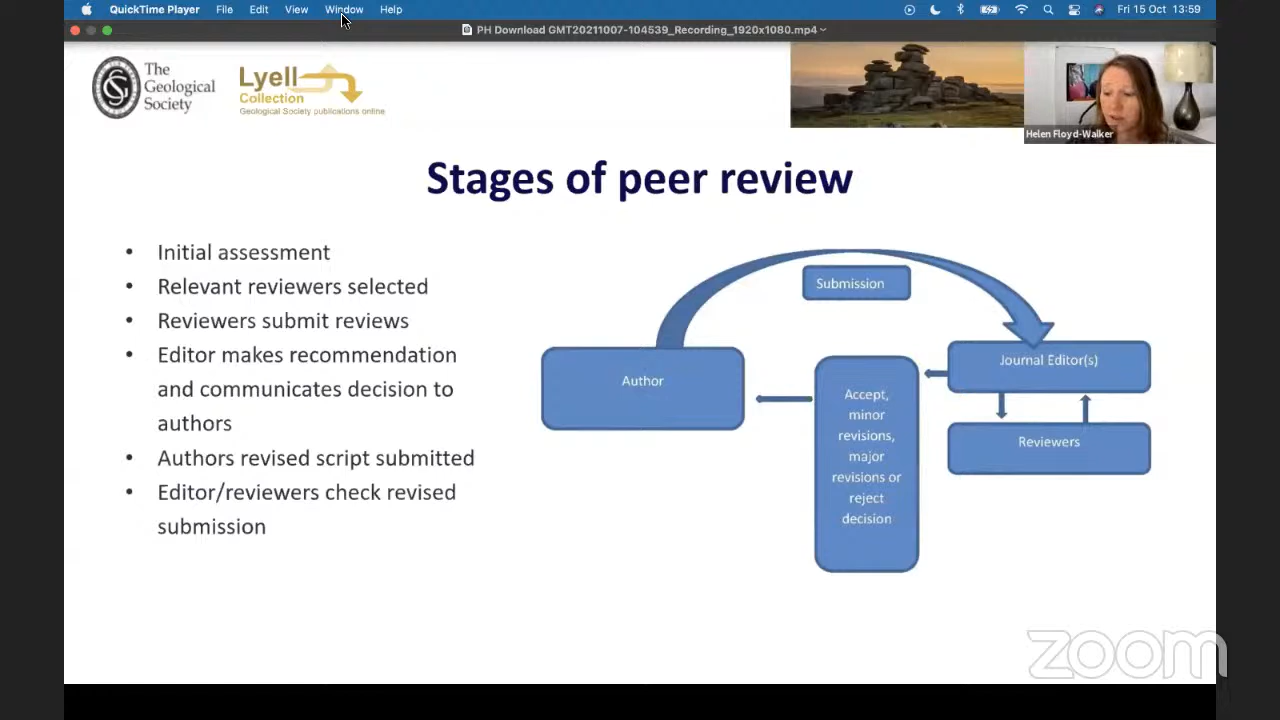 QuickTime Player File Edit View Window Help Fri 15 Oct 13:59
PH Download GMT20211007-104539_Recording_1920x1080.mp4
The
Geological
Society
Lyell
Collection
Geological Society publications online
Helen Floyd-Walker
Stages of peer review
• Initial assessment
• Relevant reviewers selected
• Reviewers submit reviews
• Editor makes recommendation
and communicates decision to
authors
• Authors revised script submitted
• Editor/reviewers check revised
submission
Submission
Author
Accept,
minor
revisions,
major
revisions or
reject
decision
Journal Editor(s)
Reviewers
zoom